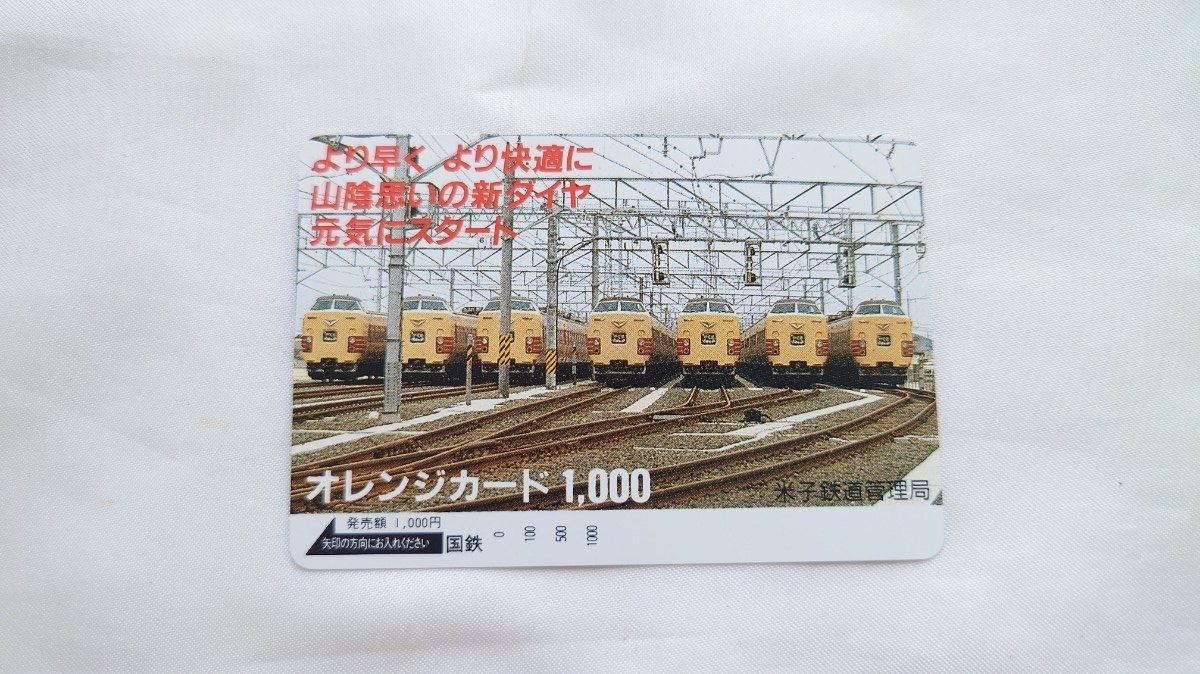 より早く より快適に
山陰思いの新ダイヤ
元気にスタート
オレンジカード 1,000
米子鉄道管理局
発売額 1,000円
矢印の方向にお入れください
国鉄
0 100 500 1000